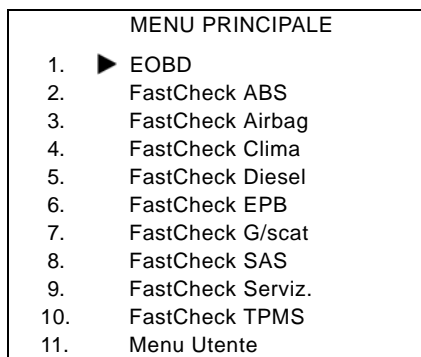 MENU PRINCIPALE
1. ▶ EOBD
2. FastCheck ABS
3. FastCheck Airbag
4. FastCheck Clima
5. FastCheck Diesel
6. FastCheck EPB
7. FastCheck G/scat
8. FastCheck SAS
9. FastCheck Serviz.
10. FastCheck TPMS
11. Menu Utente